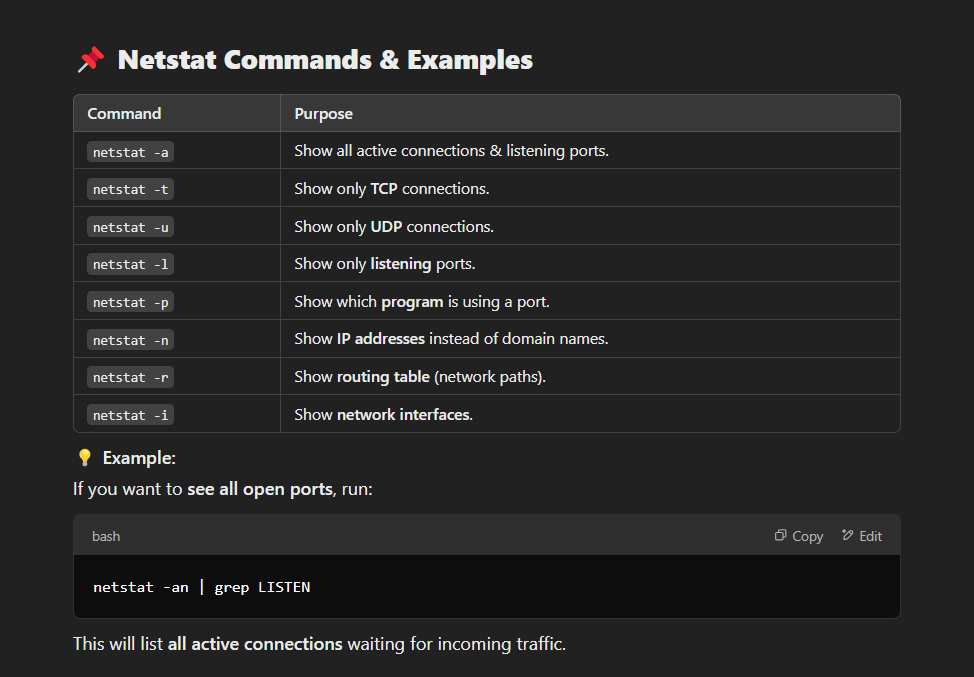 📌 Netstat Commands & Examples
Command Purpose
netstat -a Show all active connections & listening ports.
netstat -t Show only TCP connections.
netstat -u Show only UDP connections.
netstat -l Show only listening ports.
netstat -p Show which program is using a port.
netstat -n Show IP addresses instead of domain names.
netstat -r Show routing table (network paths).
netstat -i Show network interfaces.
💡 Example:
If you want to see all open ports, run:
bash Copy Edit
netstat -an | grep LISTEN
This will list all active connections waiting for incoming traffic.